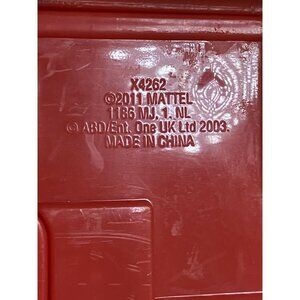 X4262
©2011 MATTEL
1186 MJ, 1, NL
© ABD/Ent. One UK Ltd 2003.
MADE IN CHINA